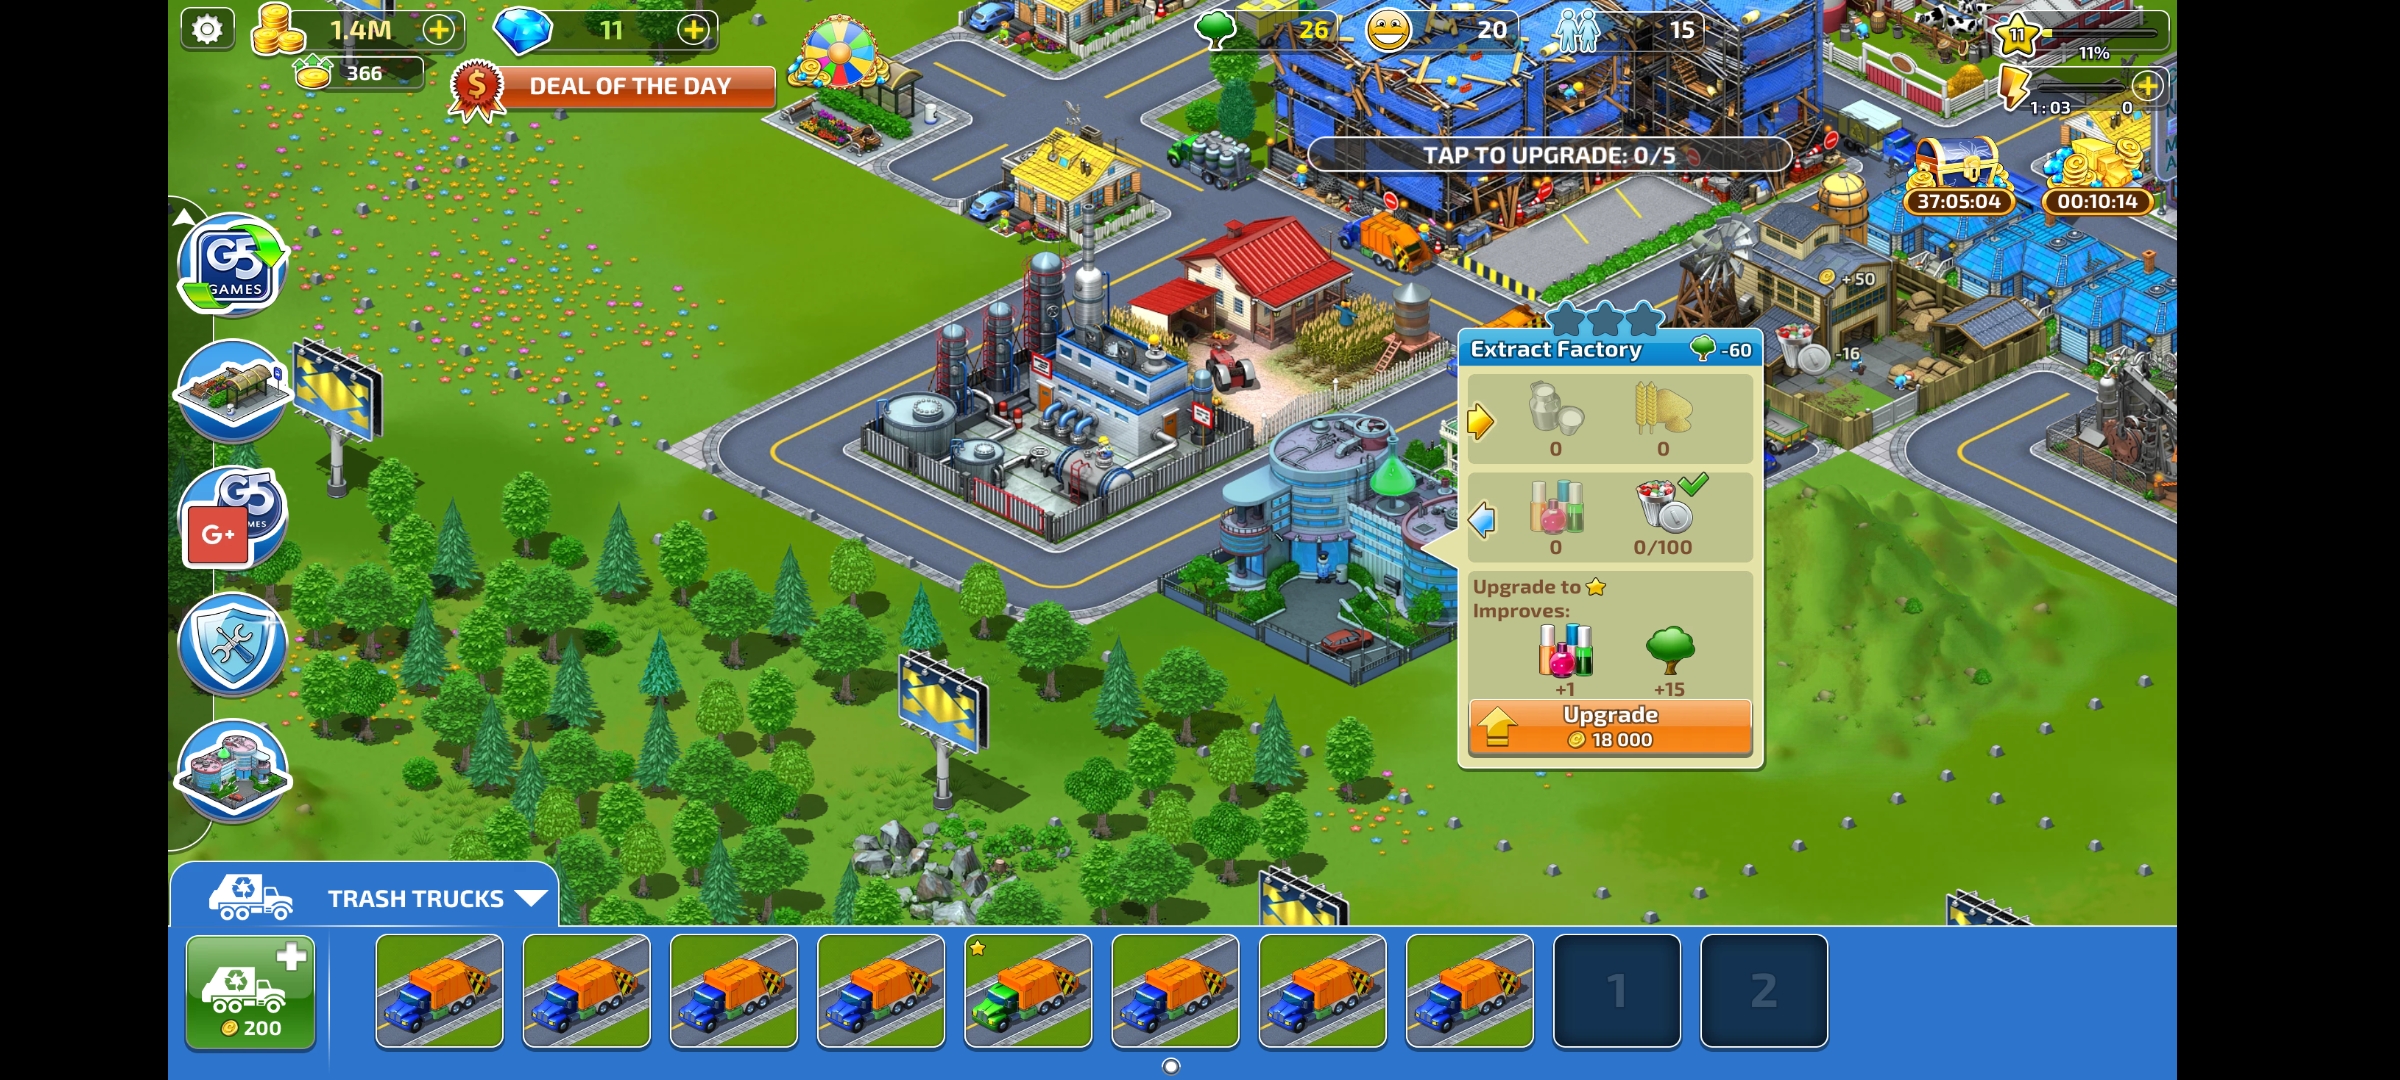 1.4M
11
26
20
15
11
11%
366
DEAL OF THE DAY
1:03
0
TAP TO UPGRADE: 0/5
37:05:04
00:10:14
G5
GAMES
+50
-16
Extract Factory
-60
0
0
0
0/100
Upgrade to
Improves:
+1
+15
Upgrade
18 000
G5
MES
G+
TRASH TRUCKS
200
1
2